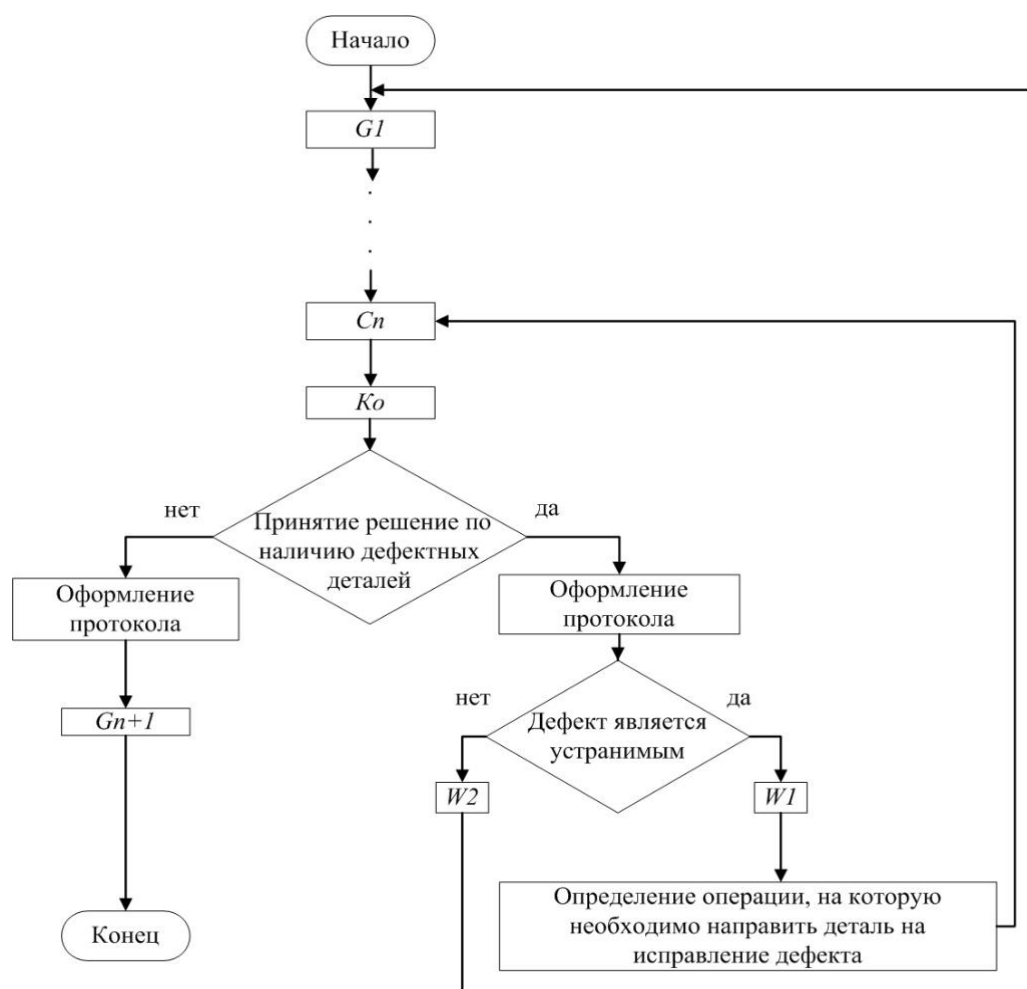 Начало
G1
.
.
.
Cn
Ко
нет
да
Принятие решение по
наличию дефектных
деталей
Оформление
протокола
Оформление
протокола
нет
да
Gn+1
Дефект является
устранимым
W2
W1
Определение операции, на которую
необходимо направить деталь на
исправление дефекта
Конец